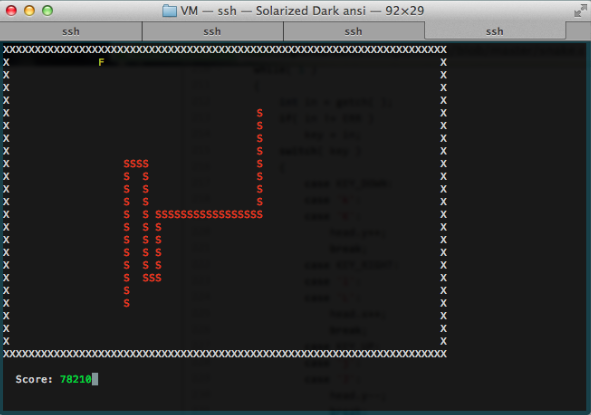 VM — ssh — Solarized Dark ansi — 92×29
ssh ssh ssh ssh
XXXXXXXXXXXXXXXXXXXXXXXXXXXXXXXXXXXXXXXXXXXXXXXXXXXXXXXXXXXXXXXXXXXXXX
X F X
X X
X X
X X
X S X
X S X
X S X
X S X
X SSSS S X
X S S S X
X S S S X
X S S S X
X S S SSSSSSSSSSSSSSSSS X
X S S S X
X S S S X
X S S S X
X S S S X
X S SSS X
X S X
X S X
X X
X X
X X
XXXXXXXXXXXXXXXXXXXXXXXXXXXXXXXXXXXXXXXXXXXXXXXXXXXXXXXXXXXXXXXXXXXXXX
Score: 78210